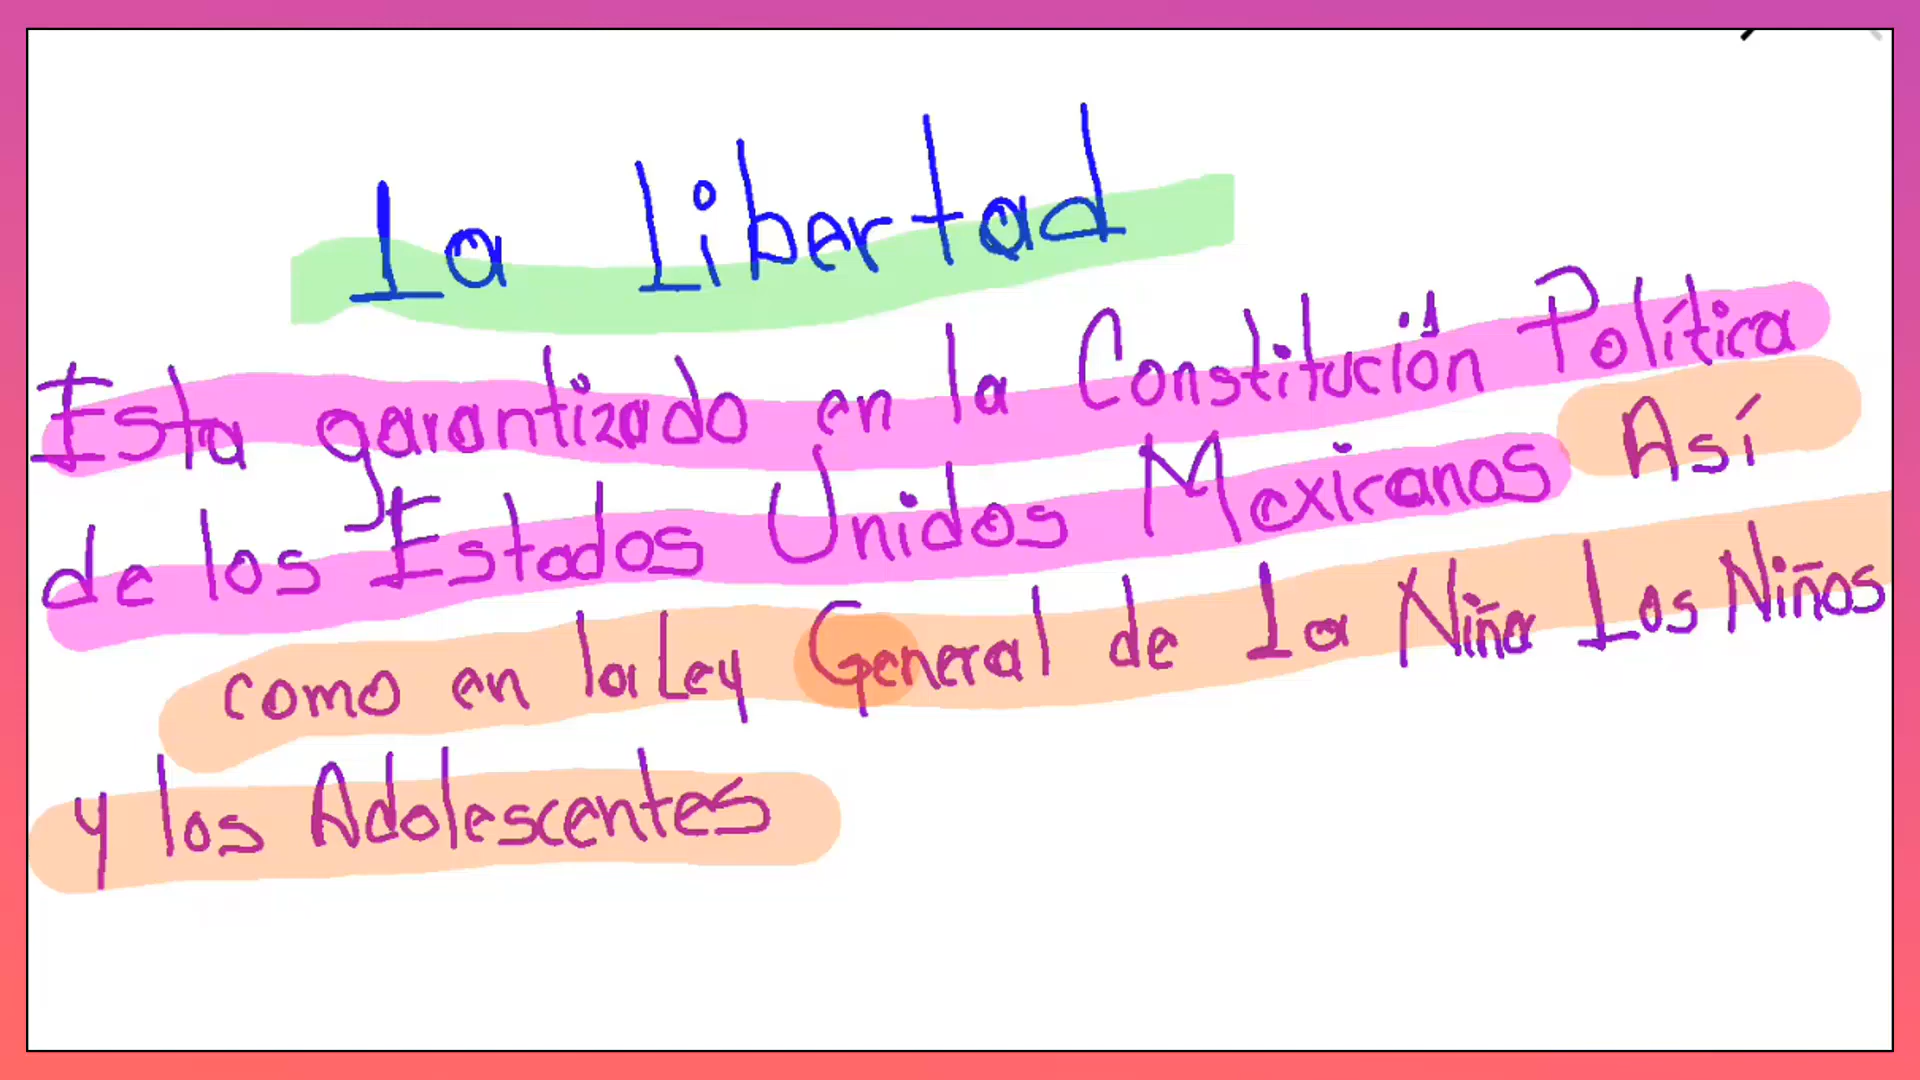 La Libertad
Esta garantizado en la Constitución Política
de los Estados Unidos Mexicanos Así
como en la Ley General de La Niña Los Niños
y los Adolescentes